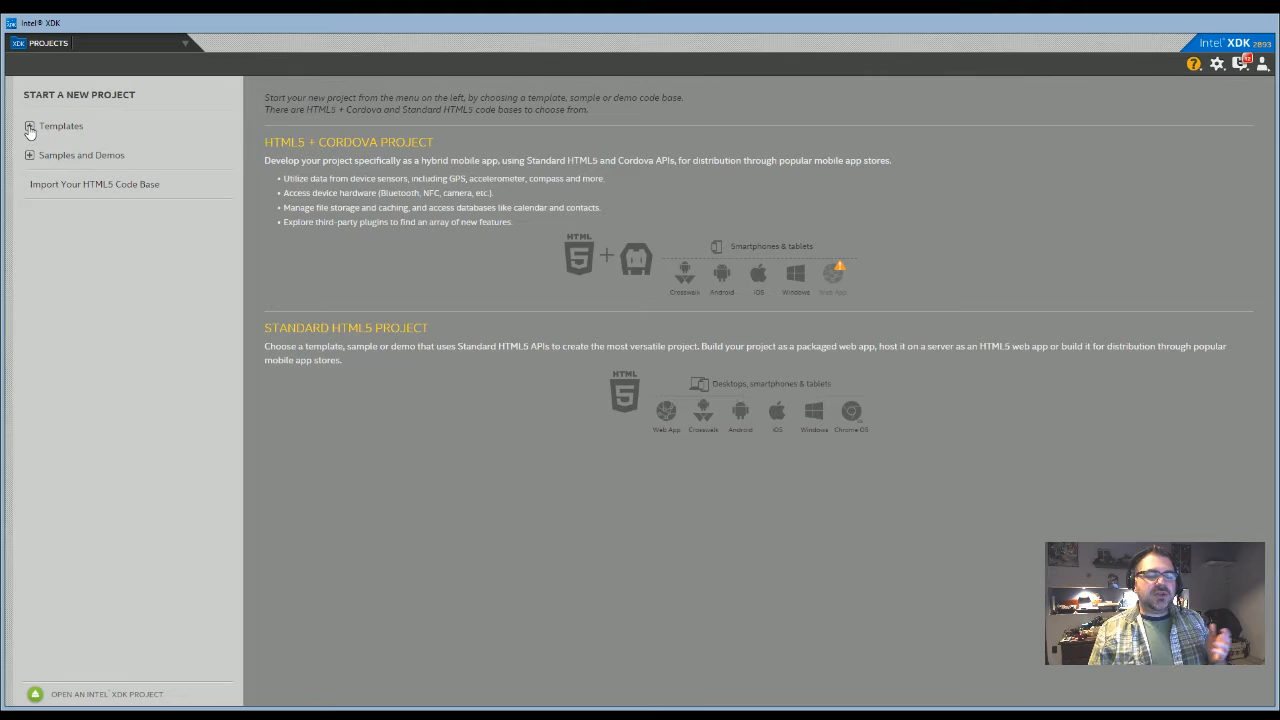 Intel® XDK
XDK PROJECTS
Intel® XDK 2893
START A NEW PROJECT
Templates
Samples and Demos
Import Your HTML5 Code Base
Start your new project from the menu on the left, by choosing a template, sample or demo code base.
There are HTML5 + Cordova and Standard HTML5 code bases to choose from.
HTML5 + CORDOVA PROJECT
Develop your project specifically as a hybrid mobile app, using Standard HTML5 and Cordova APIs, for distribution through popular mobile app stores.
• Utilize data from device sensors, including GPS, accelerometer, compass and more.
• Access device hardware (Bluetooth, NFC, camera, etc.).
• Manage file storage and caching, and access databases like calendar and contacts.
• Explore third-party plugins to find an array of new features.
HTML
5
Smartphones & tablets
Crosswalk Android iOS Windows Web App
STANDARD HTML5 PROJECT
Choose a template, sample or demo that uses Standard HTML5 APIs to create the most versatile project. Build your project as a packaged web app, host it on a server as an HTML5 web app or build it for distribution through popular
mobile app stores.
HTML
5
Desktops, smartphones & tablets
Web App Crosswalk Android iOS Windows Chrome OS
OPEN AN INTEL® XDK PROJECT